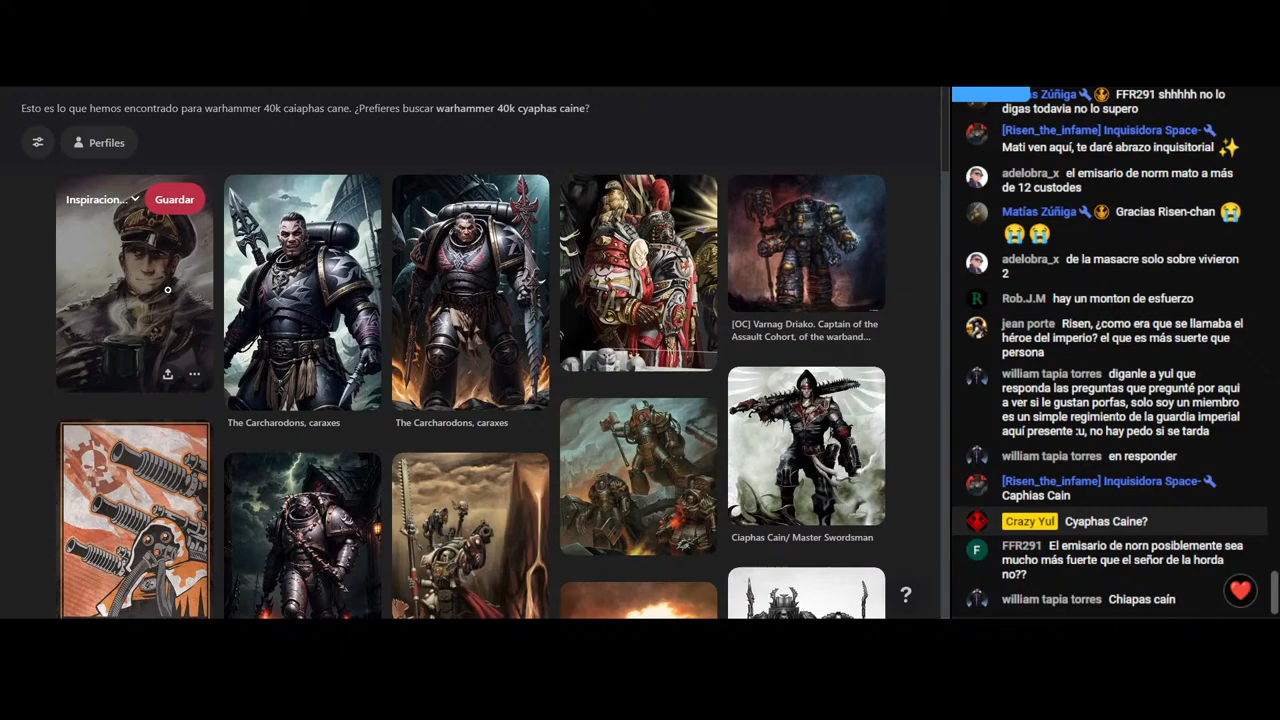 Esto es lo que hemos encontrado para warhammer 40k caiaphas cane. ¿Prefieres buscar warhammer 40k cyaphas caine?
Perfiles
Inspiracion...
Guardar
The Carcharodons, caraxes
The Carcharodons, caraxes
[OC] Varnag Driako. Captain of the
Assault Cohort, of the warband...
Ciaphas Cain/ Master Swordsman
?
as Zúñiga FFR291 shhhhh no lo
digas todavia no lo supero
[Risen_the_infame] Inquisidora Space-
Mati ven aquí, te daré abrazo inquisitorial
adelobra_x el emisario de norm mato a más
de 12 custodes
Matías Zúñiga Gracias Risen-chan
adelobra_x de la masacre solo sobre vivieron
2
Rob.J.M hay un monton de esfuerzo
jean porte Risen, ¿como era que se llamaba el
héroe del imperio? el que es más suerte que
persona
william tapia torres diganle a yul que
responda las preguntas que pregunté por aqui
a ver si le gustan porfas, solo soy un miembro
es un simple regimiento de la guardia imperial
aquí presente :u, no hay pedo si se tarda
william tapia torres en responder
[Risen_the_infame] Inquisidora Space-
Caphias Cain
Crazy Yul Cyaphas Caine?
FFR291 El emisario de norn posiblemente sea
mucho más fuerte que el señor de la horda
no??
william tapia torres Chiapas caín